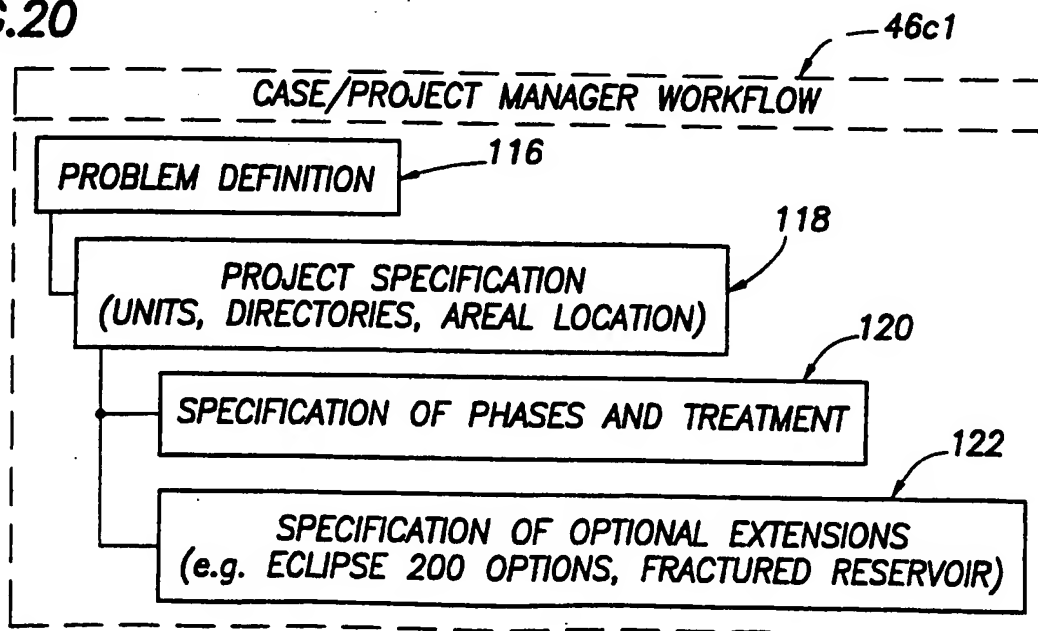 G.20
46c1
CASE/PROJECT MANAGER WORKFLOW
PROBLEM DEFINITION
116
118
PROJECT SPECIFICATION
(UNITS, DIRECTORIES, AREAL LOCATION)
120
SPECIFICATION OF PHASES AND TREATMENT
122
SPECIFICATION OF OPTIONAL EXTENSIONS
(e.g. ECLIPSE 200 OPTIONS, FRACTURED RESERVOIR)